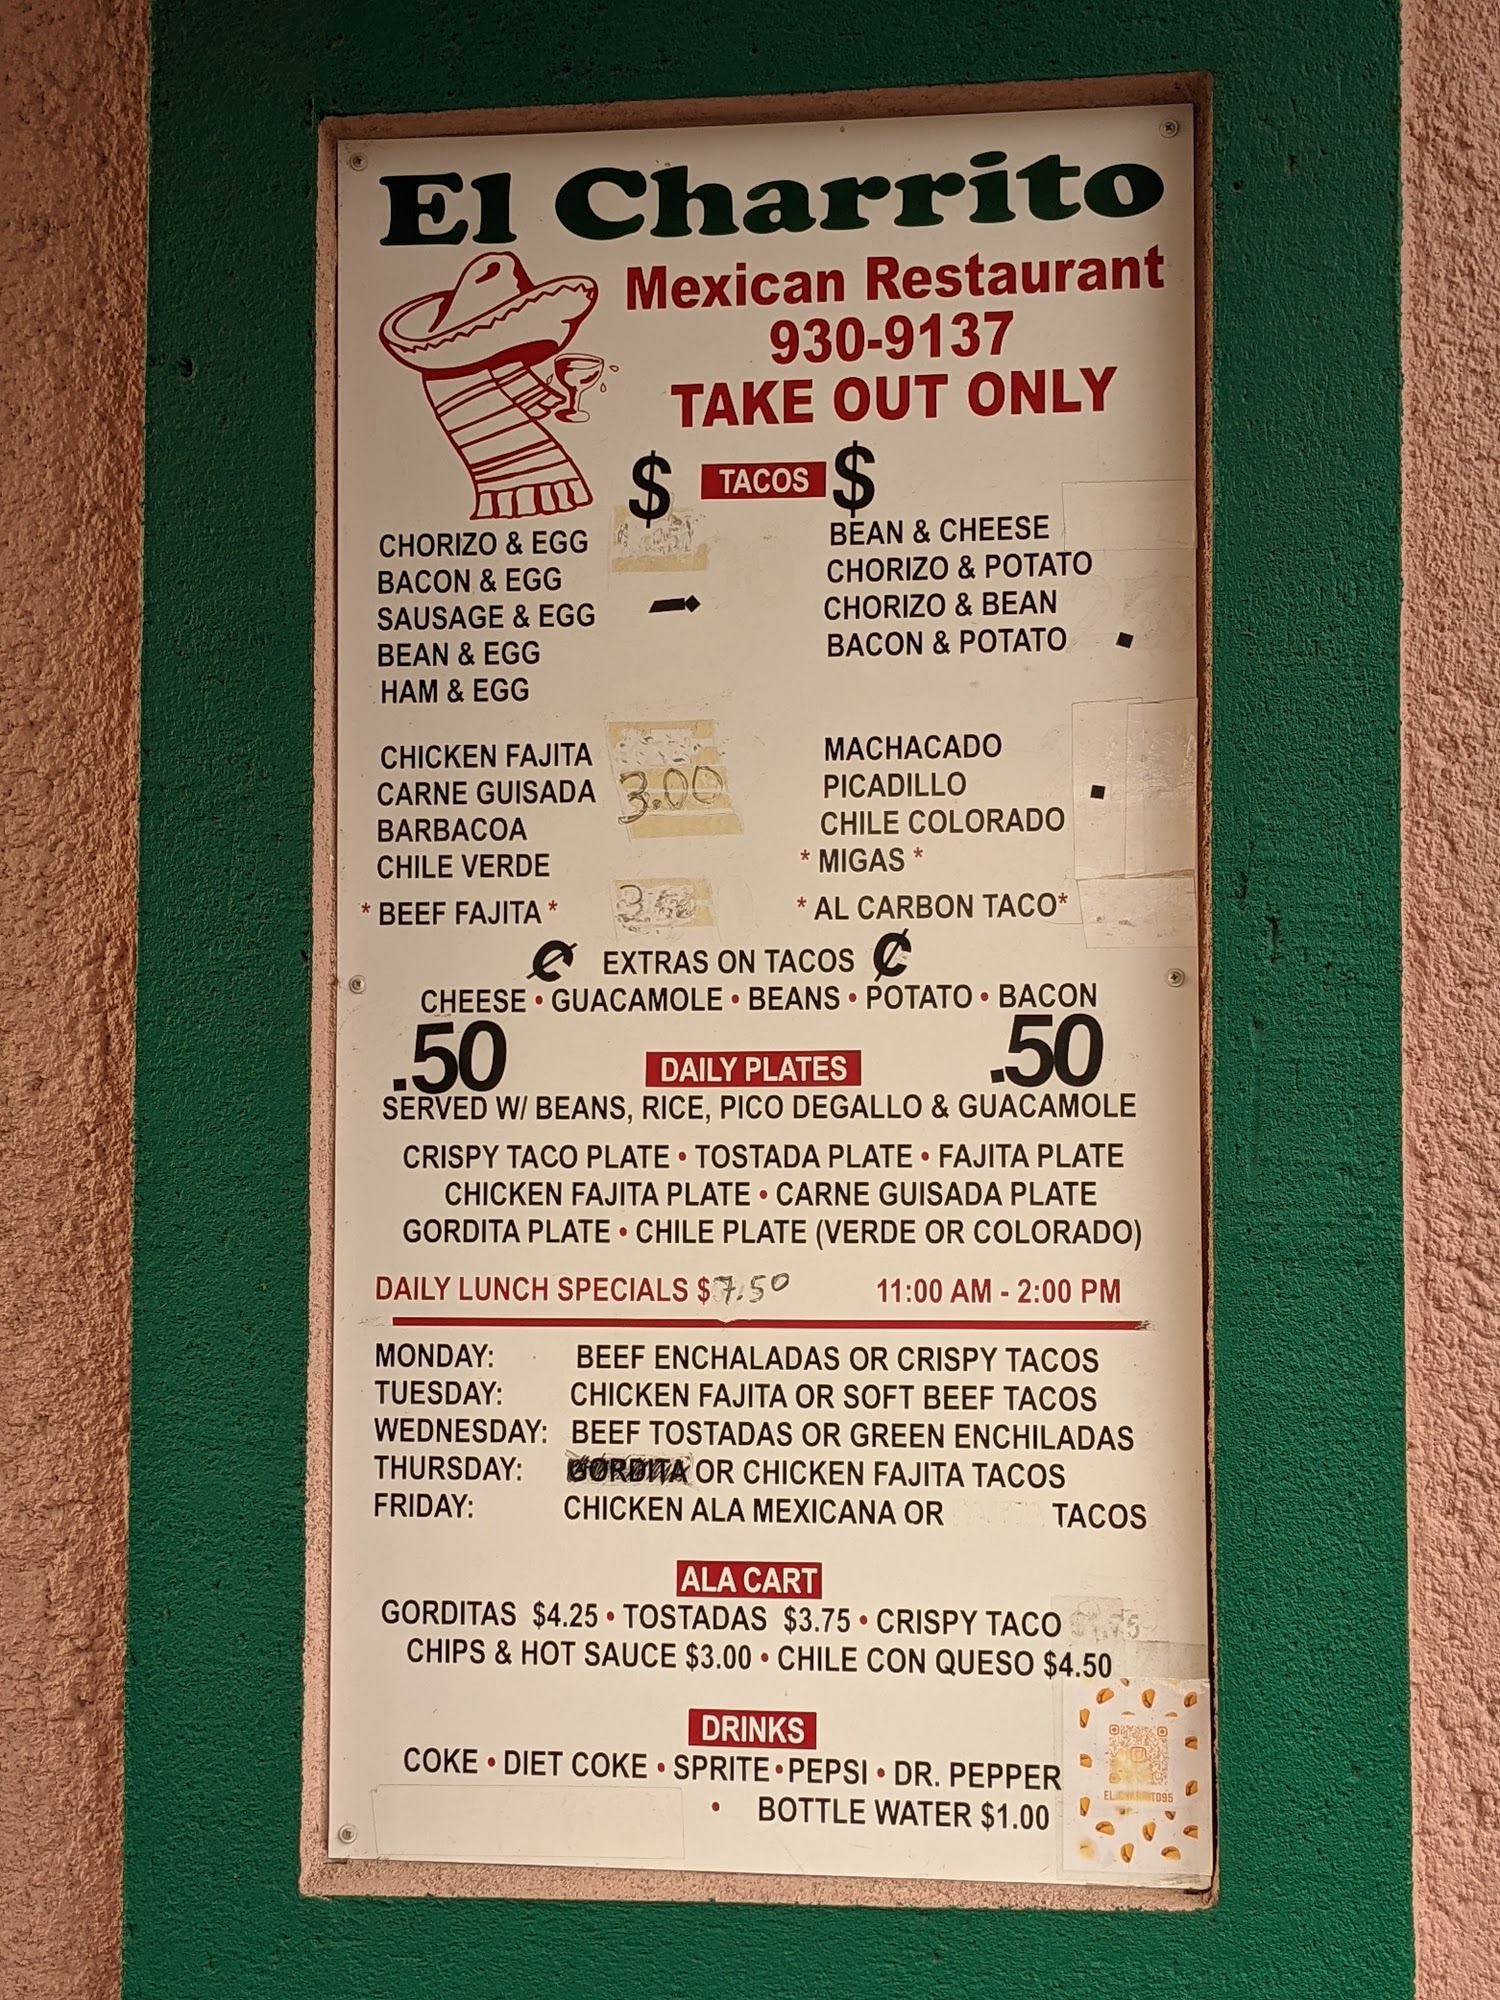 El Charrito
Mexican Restaurant
930-9137
TAKE OUT ONLY
$ TACOS $
CHORIZO & EGG
BACON & EGG
SAUSAGE & EGG
BEAN & EGG
HAM & EGG
BEAN & CHEESE
CHORIZO & POTATO
CHORIZO & BEAN
BACON & POTATO
CHICKEN FAJITA
CARNE GUISADA 3.00
BARBACOA
CHILE VERDE
* BEEF FAJITA *
MACHACADO
PICADILLO
CHILE COLORADO
* MIGAS *
* AL CARBON TACO*
¢ EXTRAS ON TACOS ¢
CHEESE • GUACAMOLE • BEANS • POTATO • BACON
.50 DAILY PLATES .50
SERVED W/ BEANS, RICE, PICO DEGALLO & GUACAMOLE
CRISPY TACO PLATE • TOSTADA PLATE • FAJITA PLATE
CHICKEN FAJITA PLATE • CARNE GUISADA PLATE
GORDITA PLATE • CHILE PLATE (VERDE OR COLORADO)
DAILY LUNCH SPECIALS $7.50 11:00 AM - 2:00 PM
MONDAY: BEEF ENCHALADAS OR CRISPY TACOS
TUESDAY: CHICKEN FAJITA OR SOFT BEEF TACOS
WEDNESDAY: BEEF TOSTADAS OR GREEN ENCHILADAS
THURSDAY: GORDITA OR CHICKEN FAJITA TACOS
FRIDAY: CHICKEN ALA MEXICANA OR TACOS
ALA CART
GORDITAS $4.25 • TOSTADAS $3.75 • CRISPY TACO
CHIPS & HOT SAUCE $3.00 • CHILE CON QUESO $4.50
DRINKS
COKE • DIET COKE • SPRITE • PEPSI • DR. PEPPER
• BOTTLE WATER $1.00